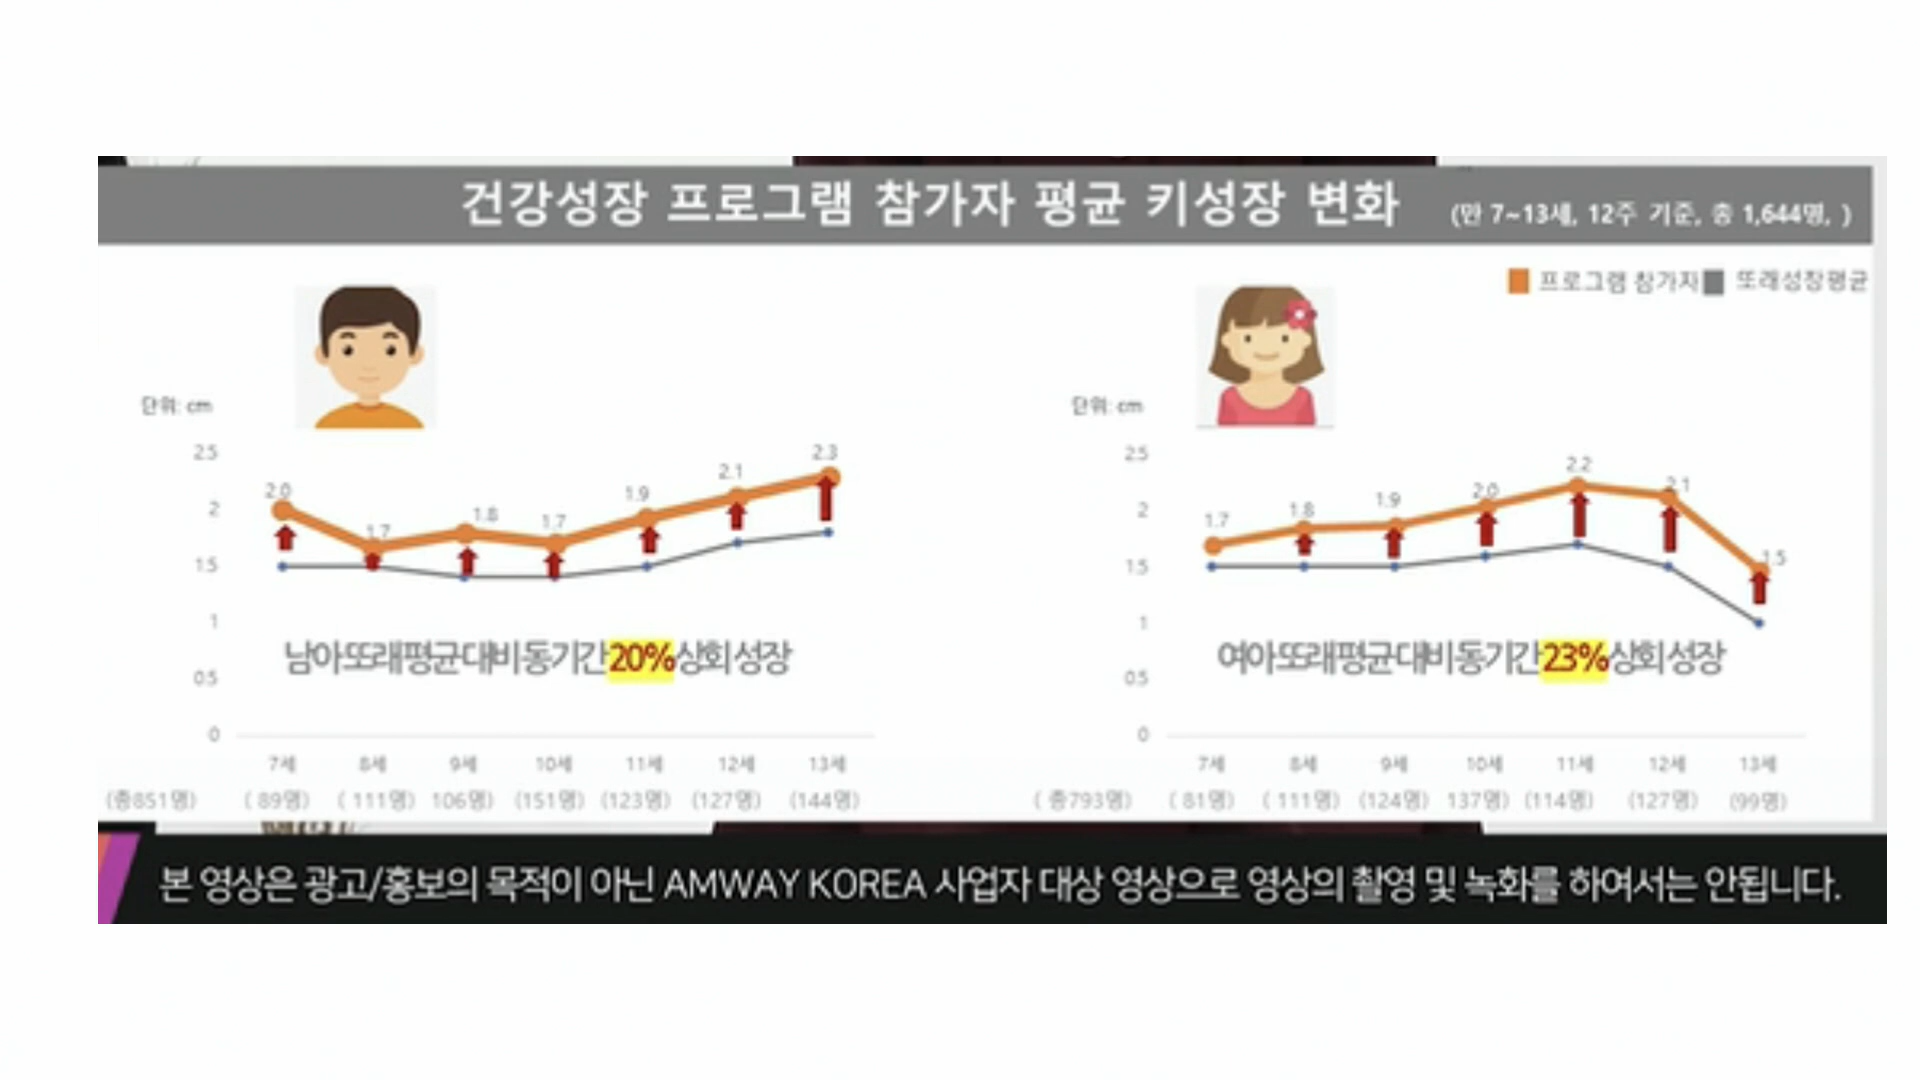 건강성장 프로그램 참가자 평균 키성장 변화 (만 7~13세, 12주 기준, 총 1,644명, )
프로그램 참가자 또래성장평균
단위: cm
2.5
2
1.5
1
0.5
0
2.0 1.7 1.8 1.7 1.9 2.1 2.3
남아또래평균대비동기간20%상회성장
7세 8세 9세 10세 11세 12세 13세
(총851명) ( 89명) ( 111명) 106명) (151명) (123명) (127명) (144명)
단위: cm
2.5
2
1.5
1
0.5
0
1.7 1.8 1.9 2.0 2.2 2.1 1.5
여아또래평균대비동기간23%상회성장
7세 8세 9세 10세 11세 12세 13세
( 총793명) ( 81명) ( 111명) (124명) 137명) (114명) (127명) (99명)
본 영상은 광고/홍보의 목적이 아닌 AMWAY KOREA 사업자 대상 영상으로 영상의 촬영 및 녹화를 하여서는 안됩니다.